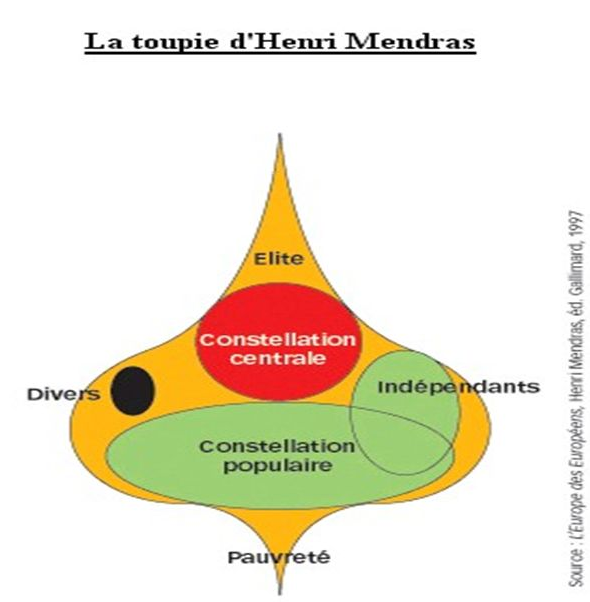 La toupie d'Henri Mendras
Elite
Constellation
centrale
Divers
Indépendants
Constellation
populaire
Pauvreté
Source : L'Europe des Européens, Henri Mendras, éd. Gallimard, 1997